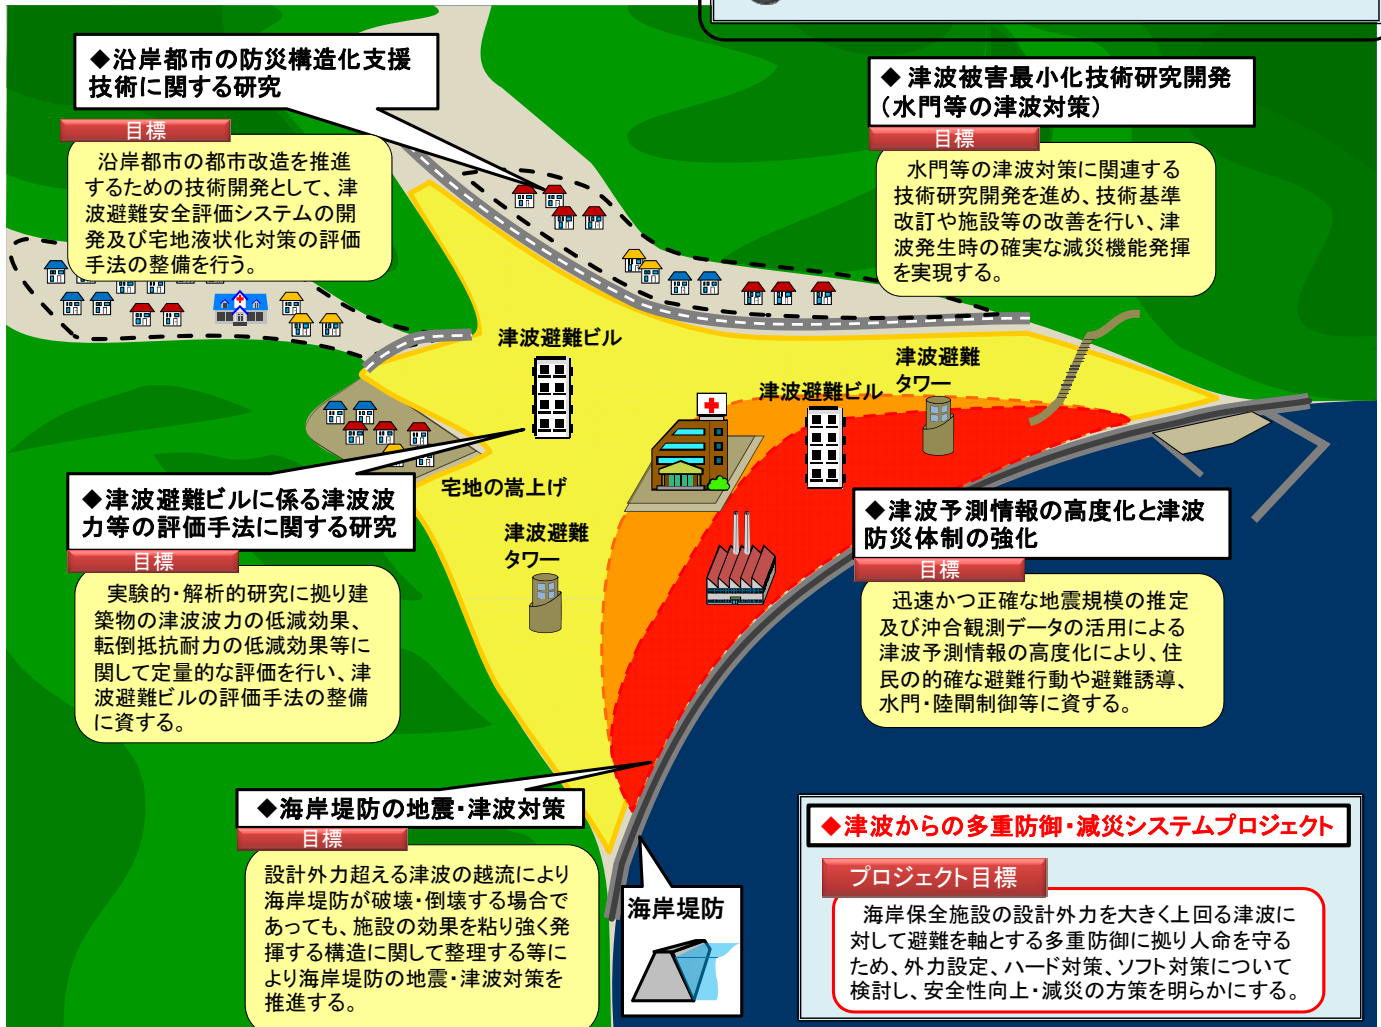 ◆沿岸都市の防災構造化支援
技術に関する研究
目標
沿岸都市の都市改造を推進
するための技術開発として、津
波避難安全評価システムの開
発及び宅地液状化対策の評価
手法の整備を行う。
◆津波被害最小化技術研究開発
（水門等の津波対策）
目標
水門等の津波対策に関連する
技術研究開発を進め、技術基準
改訂や施設等の改善を行い、津
波発生時の確実な減災機能発揮
を実現する。
津波避難ビル
津波避難
タワー
津波避難ビル
宅地の嵩上げ
津波避難
タワー
◆津波避難ビルに係る津波波
力等の評価手法に関する研究
目標
実験的・解析的研究に拠り建
築物の津波波力の低減効果、
転倒抵抗耐力の低減効果等に
関して定量的な評価を行い、津
波避難ビルの評価手法の整備
に資する。
◆津波予測情報の高度化と津波
防災体制の強化
目標
迅速かつ正確な地震規模の推定
及び沖合観測データの活用による
津波予測情報の高度化により、住
民の的確な避難行動や避難誘導、
水門・陸閘制御等に資する。
◆海岸堤防の地震・津波対策
目標
設計外力超える津波の越流により
海岸堤防が破壊・倒壊する場合で
あっても、施設の効果を粘り強く発
揮する構造に関して整理する等に
より海岸堤防の地震・津波対策を
推進する。
海岸堤防
◆津波からの多重防御・減災システムプロジェクト
プロジェクト目標
海岸保全施設の設計外力を大きく上回る津波に
対して避難を軸とする多重防御に拠り人命を守る
ため、外力設定、ハード対策、ソフト対策について
検討し、安全性向上・減災の方策を明らかにする。